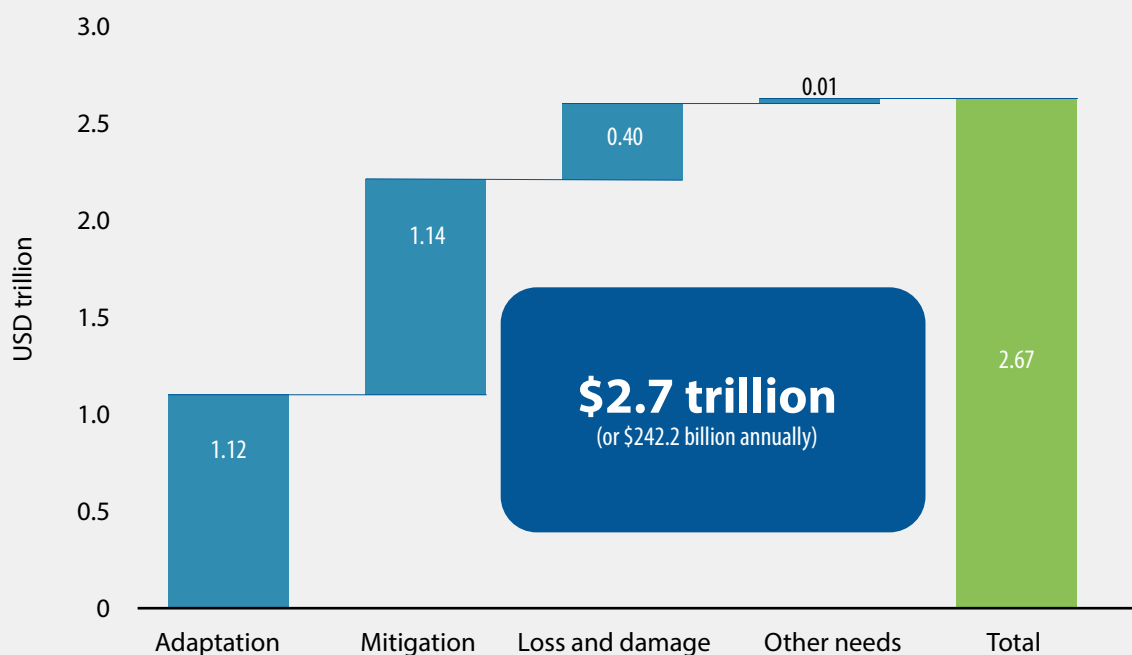 USD trillion
3.0
2.5
2.0
1.5
1.0
0.5
0
1.12
1.14
0.40
0.01
2.67
$2.7 trillion
(or $242.2 billion annually)
Adaptation
Mitigation
Loss and damage
Other needs
Total